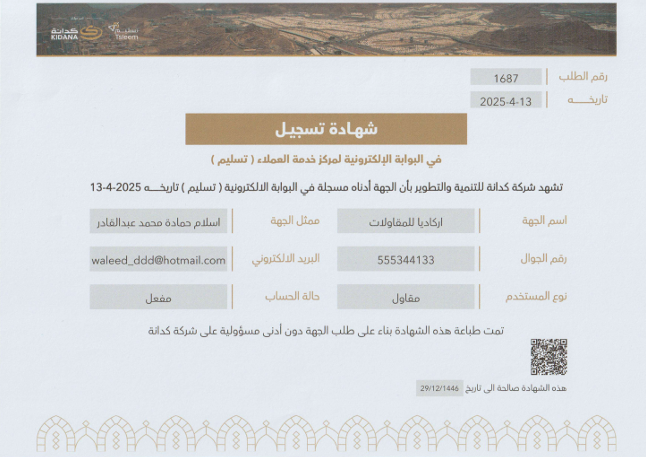 كدانة
KIDANA
تسليم
Tsleem
رقم الطلب 1687
تاريخـــــه 2025-4-13
شهادة تسجيل
في البوابة الإلكترونية لمركز خدمة العملاء ( تسليم )
تشهد شركة كدانة للتنمية والتطوير بأن الجهة أدناه مسجلة في البوابة الالكترونية ( تسليم ) تاريخـــــه 2025-4-13
اسم الجهة اركاديا للمقاولات ممثل الجهة اسلام حمادة محمد عبدالقادر
رقم الجوال 555344133 البريد الالكتروني waleed_ddd@hotmail.com
نوع المستخدم مقاول حالة الحساب مفعل
تمت طباعة هذه الشهادة بناء على طلب الجهة دون أدنى مسؤولية على شركة كدانة
هذه الشهادة صالحة الى تاريخ 29/12/1446